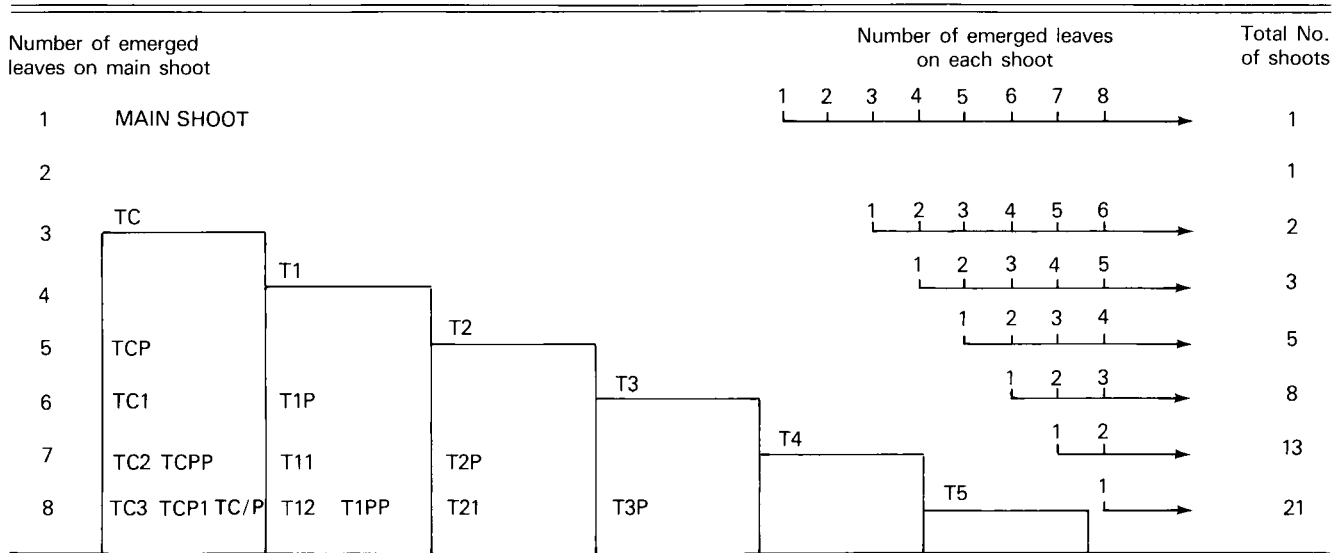 Number of emerged leaves on main shoot
Number of emerged leaves on each shoot
Total No. of shoots
1 MAIN SHOOT 1 2 3 4 5 6 7 8 1
2 1
TC 1 2 3 4 5 6
3 2
T1 1 2 3 4 5
4 3
T2 1 2 3 4
5 TCP 5
T3 1 2 3
6 TC1 T1P 8
T4 1 2
7 TC2 TCPP T11 T2P 13
T5 1
8 TC3 TCP1 TC/P T12 T1PP T21 T3P 21